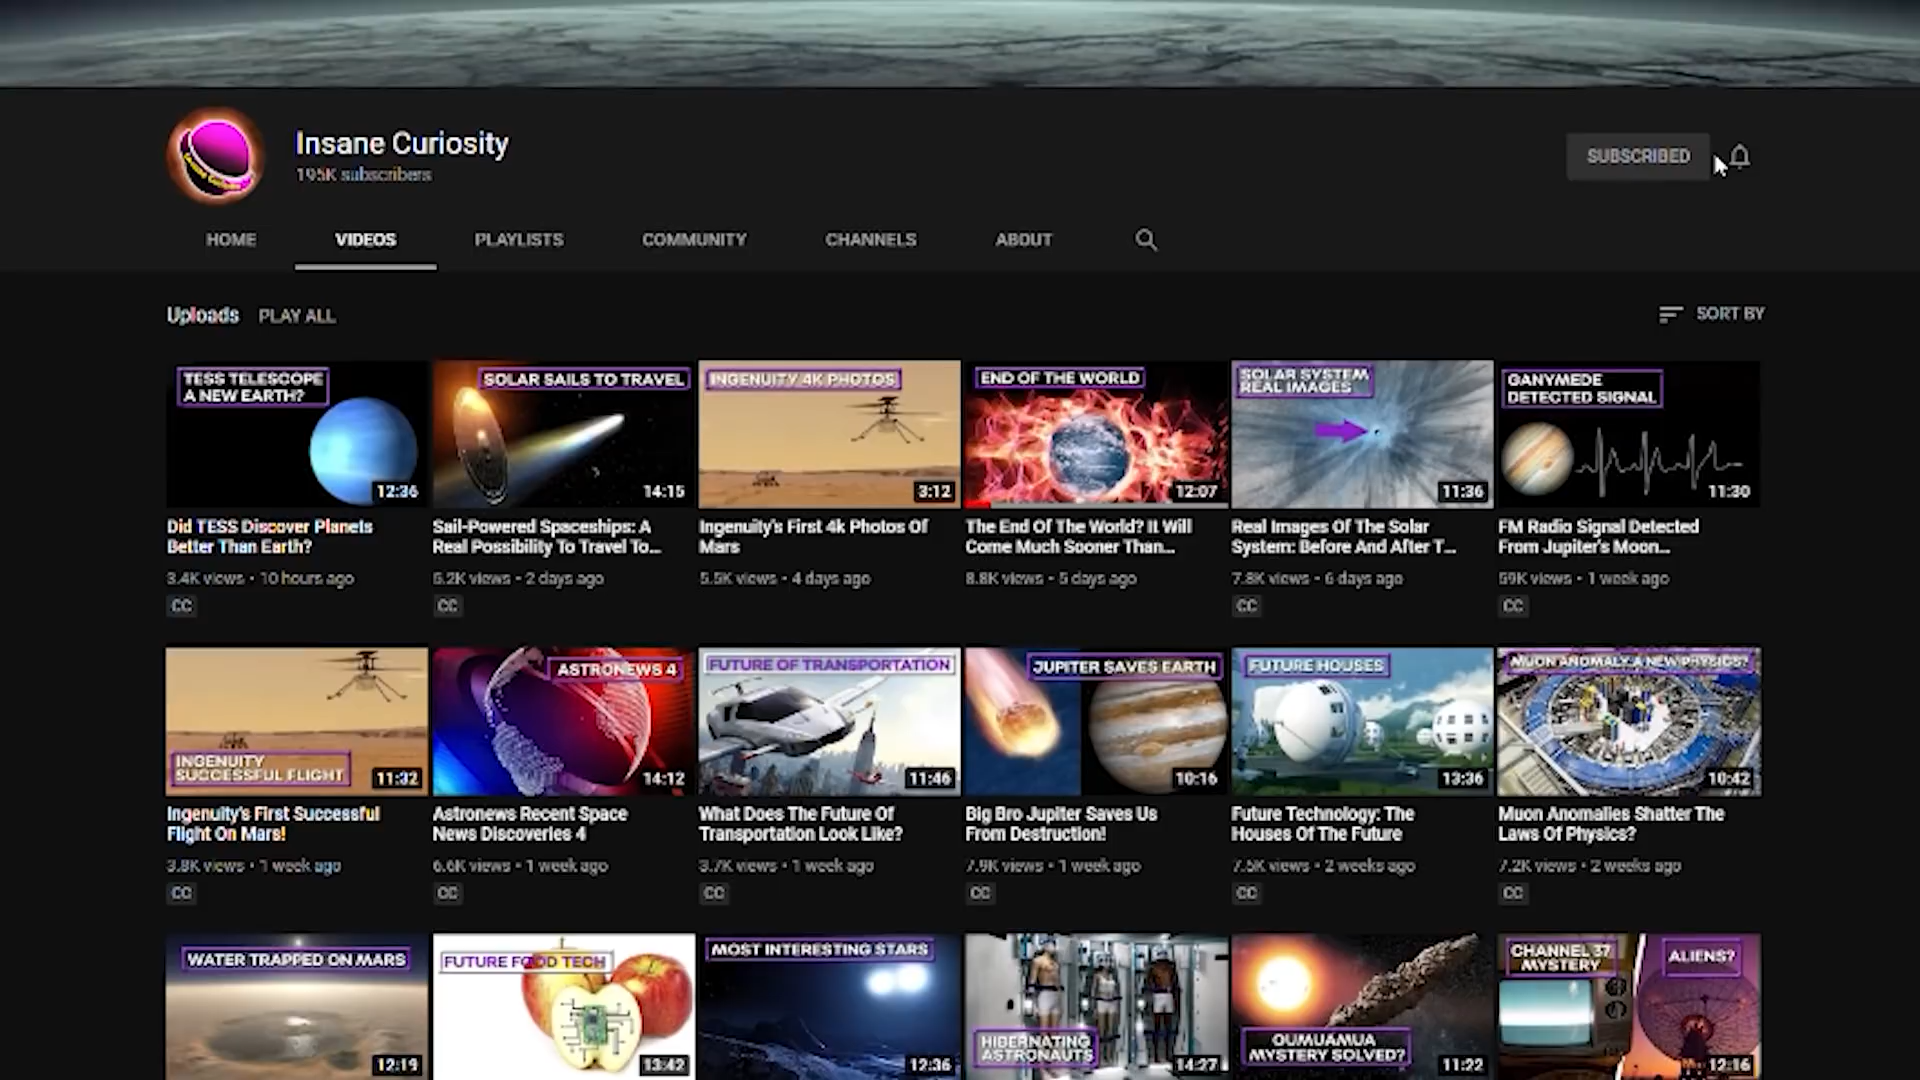 Insane Curiosity
195K subscribers
SUBSCRIBED
HOME VIDEOS PLAYLISTS COMMUNITY CHANNELS ABOUT
Uploads PLAY ALL
SORT BY
TESS TELESCOPE
A NEW EARTH?
12:36
SOLAR SAILS TO TRAVEL
14:15
INGENUITY 4K PHOTOS
3:12
END OF THE WORLD
12:07
SOLAR SYSTEM
REAL IMAGES
11:36
GANYMEDE
DETECTED SIGNAL
11:30
Did TESS Discover Planets
Better Than Earth?
3.4K views • 10 hours ago
CC
Sail-Powered Spaceships: A
Real Possibility To Travel To...
5.2K views • 2 days ago
CC
Ingenuity's First 4k Photos Of
Mars
5.5K views • 4 days ago
The End Of The World? It Will
Come Much Sooner Than...
8.8K views • 5 days ago
Real Images Of The Solar
System: Before And After T...
7.8K views • 6 days ago
CC
FM Radio Signal Detected
From Jupiter's Moon...
59K views • 1 week ago
CC
INGENUITY
SUCCESSFUL FLIGHT
11:32
ASTRONEWS 4
14:12
FUTURE OF TRANSPORTATION
11:46
JUPITER SAVES EARTH
10:16
FUTURE HOUSES
13:36
MUON ANOMALY A NEW PHYSICS?
10:42
Ingenuity's First Successful
Flight On Mars!
3.8K views • 1 week ago
CC
Astronews Recent Space
News Discoveries 4
6.6K views • 1 week ago
CC
What Does The Future Of
Transportation Look Like?
3.7K views • 1 week ago
CC
Big Bro Jupiter Saves Us
From Destruction!
7.9K views • 1 week ago
CC
Future Technology: The
Houses Of The Future
7.5K views • 2 weeks ago
CC
Muon Anomalies Shatter The
Laws Of Physics?
7.2K views • 2 weeks ago
CC
WATER TRAPPED ON MARS
12:19
FUTURE FOOD TECH
13:42
MOST INTERESTING STARS
12:36
HIBERNATING
ASTRONAUTS
14:27
OUMUAMUA
MYSTERY SOLVED?
11:22
CHANNEL 37
MYSTERY
ALIENS?
12:16